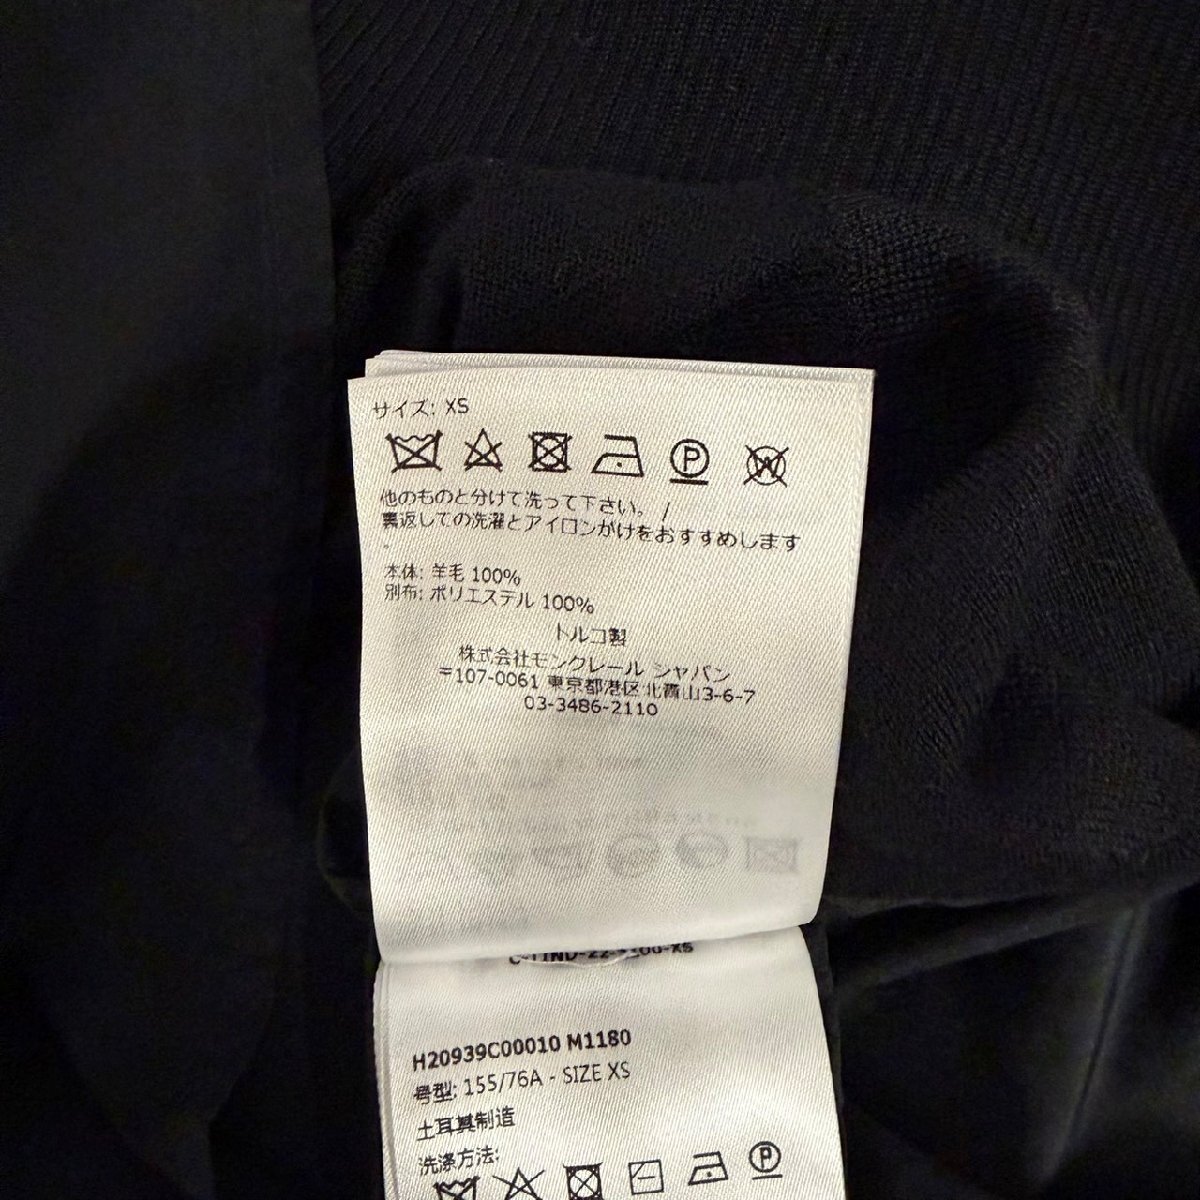 サイズ: XS
他のものと分けて洗って下さい。 /
裏返しての洗濯とアイロンがけをおすすめします
.
本体: 羊毛 100%
別布: ポリエステル 100%
トルコ製
株式会社モンクレール ジャパン
〒107-0061 東京都港区北青山3-6-7
03-3486-2110
H20939C00010 M1180
号型: 155/76A - SIZE XS
土耳其制造
洗涤方法: